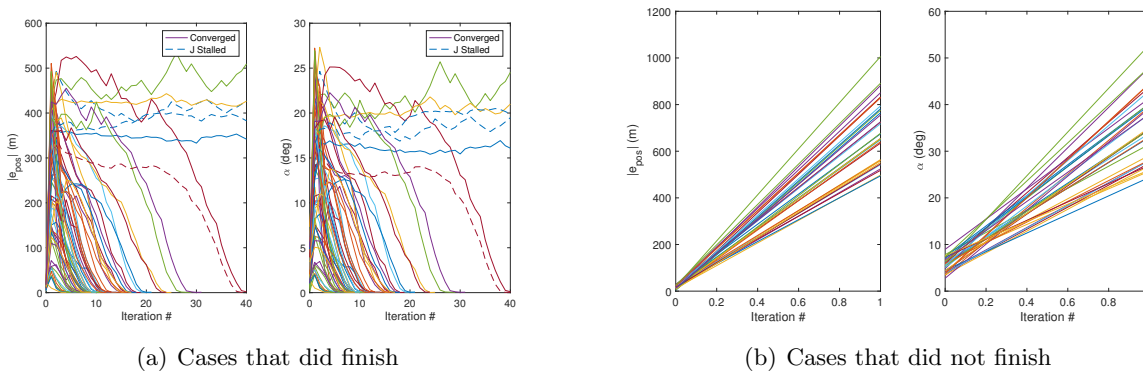 600
500
400
300
200
100
0
|e_pos| (m)
0 10 20 30 40
Iteration #
Converged
J Stalled
30
25
20
15
10
5
0
α (deg)
0 10 20 30 40
Iteration #
Converged
J Stalled
(a) Cases that did finish
1200
1000
800
600
400
200
0
|e_pos| (m)
0 0.2 0.4 0.6 0.8 1
Iteration #
60
50
40
30
20
10
0
α (deg)
0 0.2 0.4 0.6 0.8
Iteration #
(b) Cases that did not finish